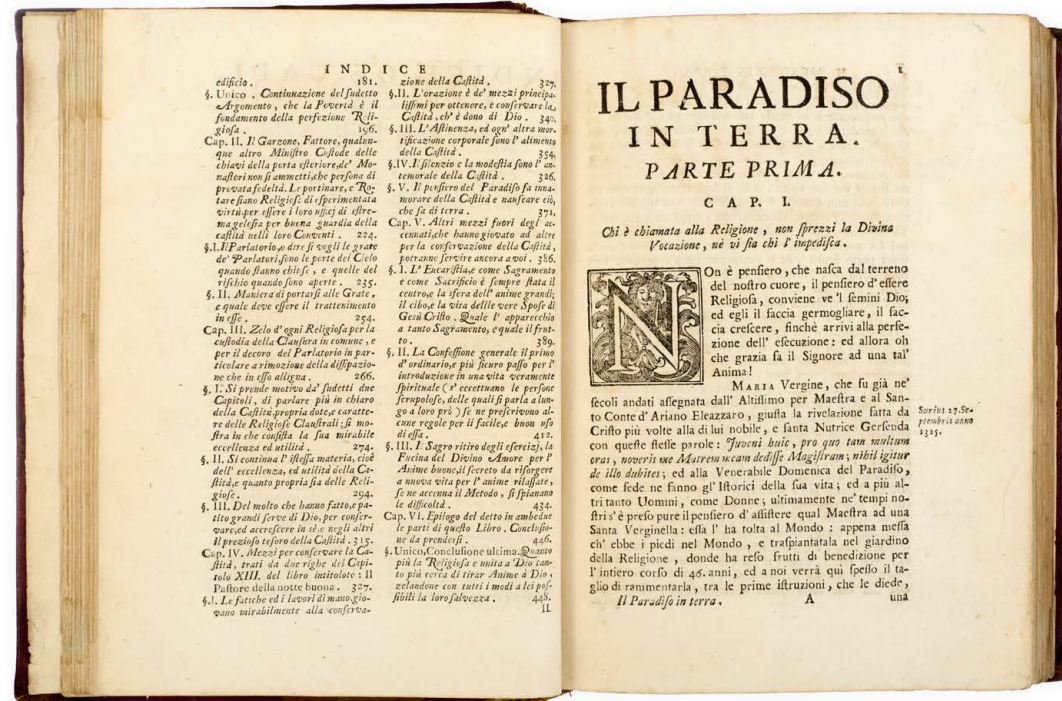 INDICE
edificio. 181.
§. Unico. Continuazione del sudetto
Argomento, che la Povertà è il
fondamento della perfezione Reli-
giosa. 196.
Cap. II. Il Garzone, Fattore, qualun-
que altro Ministro Custode delle
chiavi della porta esteriore, de' Mo-
nasteri non si ammetti, che persona di
provata fedeltà. Le portinare, e Ro-
tare siano Religiose di esperimentata
virtù, per essere i loro ufficj di estre-
ma gelosia per buona guardia della
castità nelli loro Conventi. 224.
§. I. Il Parlatorio, o dire si vogli le grate
de' Parlatorj, sono le porte del Cielo
quando stanno chiuse, e quelle del
rischio quando sono aperte. 235.
§. II. Maniera di portarsi alle Grate,
e quale deve essere il trattenimento
in esse. 254.
Cap. III. Zelo d' ogni Religiosa per la
custodia della Clausura in comune, e
per il decoro del Parlatorio in par-
ticolare a rimozione della dissipazio-
ne che in esso alligna. 266.
§. I. Si prende motivo da' sudetti due
Capitoli, di parlare più in chiaro
della Castità, propria dote, e caratte-
re delle Religiose Claustrali; si mo-
stra in che consista la sua mirabile
eccellenza ed utilità. 274.
§. II. Si continua l' istessa materia, cioè
dell' eccellenza, ed utilità della Ca-
stità, e quanto propria sia delle Reli-
giose. 294.
§. III. Del molto che hanno fatto, e pa-
tito grandi serve di Dio, per conser-
vare, ed accrescere in sè, e negli altri
il prezioso tesoro della Castità. 315.
Cap. IV. Mezzi per conservare la Ca-
stità, trati da due righe del Capi-
tolo XIII. del libro intitolato: Il
Pastore della notte buona. 327.
§. I. Le fatiche ed i lavori di mano, gio-
vano mirabilmente alla conserva-
zione della Castità. 327.
§. II. L' orazione è de' mezzi principa-
lissimi per ottenere, e conservare la
Castità, ch' è dono di Dio. 340.
§. III. L' Astinenza, ed ogn' altra mor-
tificazione corporale sono l' alimento
della Castità. 354.
§. IV. Il silenzio e la modestia sono l' an-
temorale della Castità. 326.
§. V. Il pensiero del Paradiso fa inna-
morare della Castità e nauseare ciò,
che sa di terra. 371.
Cap. V. Altri mezzi fuori degl' ac-
cennati, che hanno giovato ad altre
per la conservazione della Castità,
potranno servire ancora a voi. 386.
§. I. L' Eucaristia, e come Sagramento
e come Sacrificio è sempre stata il
centro, e la sfera dell' anime grandi;
il cibo, e la vita delle vere Spose di
Gesù Cristo. Quale l' apparecchio
a tanto Sagramento, e quale il frut-
to. 389.
§. II. La Confessione generale il primo
d' ordinario, e più sicuro passo per l'
introduzione in una vita veramente
spirituale (s' eccettuano le persone
scrupolose, delle quali si parla a lun-
go a loro prò) se ne prescrivono al-
cune regole per il facile, e buon uso
di essa. 412.
§. III. I Sagro ritiro degli esercizj, la
Fucina del Divino Amore per l'
Anime buone, il secreto da risorgere
a nuova vita per l' anime rilassate,
se ne accenna il Metodo, si spianano
le difficoltà. 434.
Cap. VI. Epilogo del detto in ambedue
le parti di questo Libro. Conclusio-
ne da prendersi. 446.
§. Unico, Conclusione ultima. Quanto
più la Religiosa e unita a Dio tan-
to più cerca di tirar Anime à Dio,
zelandone con tutti i modi a lei pos-
sibili la loro salvezza. 448.
IL
IL PARADISO
IN TERRA.
PARTE PRIMA.
CAP. I.
Chi è chiamata alla Religione, non sprezzi la Divina
Vocazione, nè vi sia chi l' impedisca.
NOn è pensiero, che nasca dal terreno
del nostro cuore, il pensiero d' essere
Religiosa, conviene ve 'l semini Dio;
ed egli il faccia germogliare, il fac-
cia crescere, finchè arrivi alla perfe-
zione dell' esecuzione: ed allora oh
che grazia fa il Signore ad una tal'
Anima!
MARIA Vergine, che fu già ne'
secoli andati assegnata dall' Altissimo per Maestra e al San-
to Conte d' Ariano Eleazzaro, giusta la rivelazione fatta da
Cristo più volte alla di lui nobile, e santa Nutrice Gersenda
con queste stesse parole: Juveni huic, pro quo tam multum
oras, noveris me Matrem meam dedisse Magistram; nihil igitur
de illo dubites; ed alla Venerabile Domenica del Paradiso,
come fede ne fanno gl' Istorici della sua vita; ed a più al-
tri tanto Uomini, come Donne; ultimamente ne' tempi no-
stri s' è preso pure il pensiero d' assistere qual Maestra ad una
Santa Verginella: essa l' ha tolta al Mondo: appena messa
ch' ebbe i piedi nel Mondo, e traspiantatala nel giardino
della Religione, donde ha reso frutti di benedizione per
l' intiero corso di 46. anni, ed a noi verrà quì spesso il ta-
glio di rammentarla, tra le prime istruzioni, che le diede,
Surius 27. Se-
ptembris anno
1325.
Il Paradiso in terra. A una